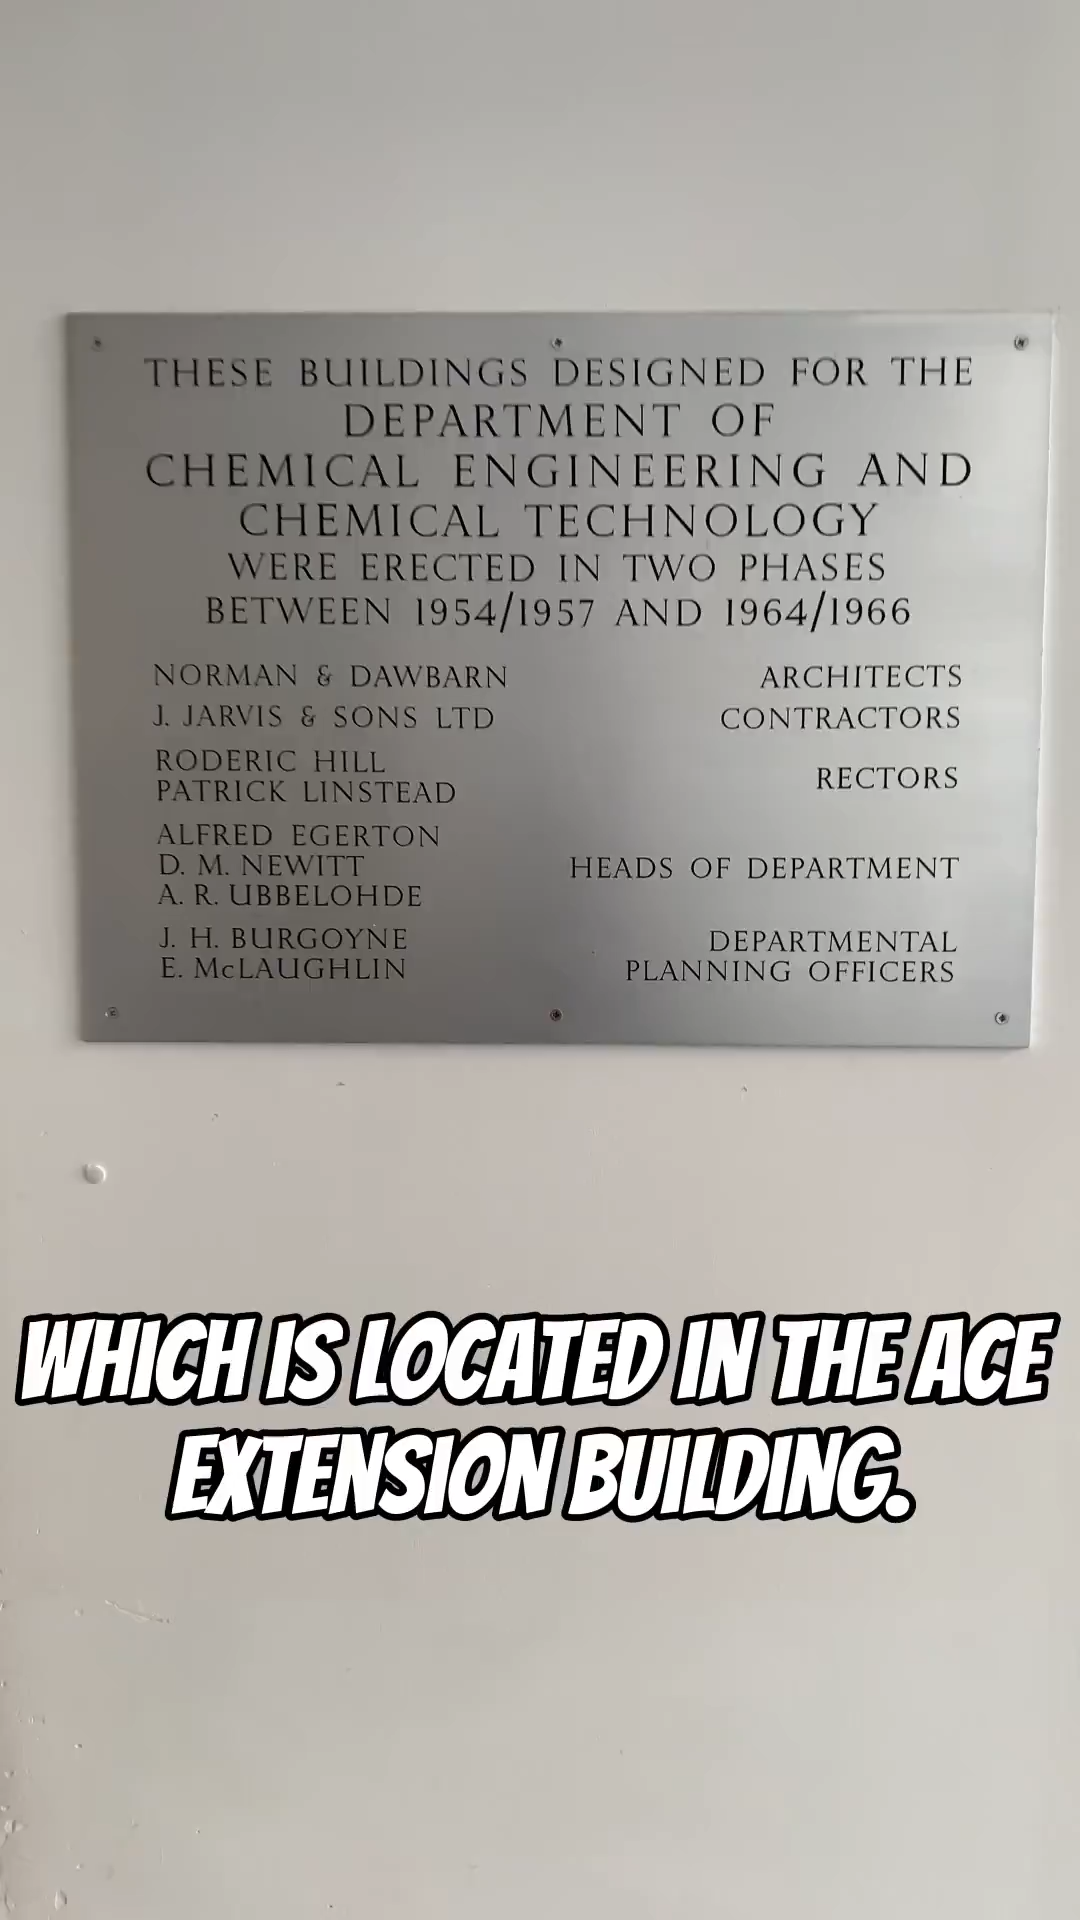 THESE BUILDINGS DESIGNED FOR THE
DEPARTMENT OF
CHEMICAL ENGINEERING AND
CHEMICAL TECHNOLOGY
WERE ERECTED IN TWO PHASES
BETWEEN 1954/1957 AND 1964/1966
NORMAN & DAWBARN ARCHITECTS
J. JARVIS & SONS LTD CONTRACTORS
RODERIC HILL
PATRICK LINSTEAD
RECTORS
ALFRED EGERTON
D. M. NEWITT
A. R. UBBELOHDE
HEADS OF DEPARTMENT
J. H. BURGOYNE
E. McLAUGHLIN
DEPARTMENTAL
PLANNING OFFICERS
WHICH IS LOCATED IN THE ACE
EXTENSION BUILDING.